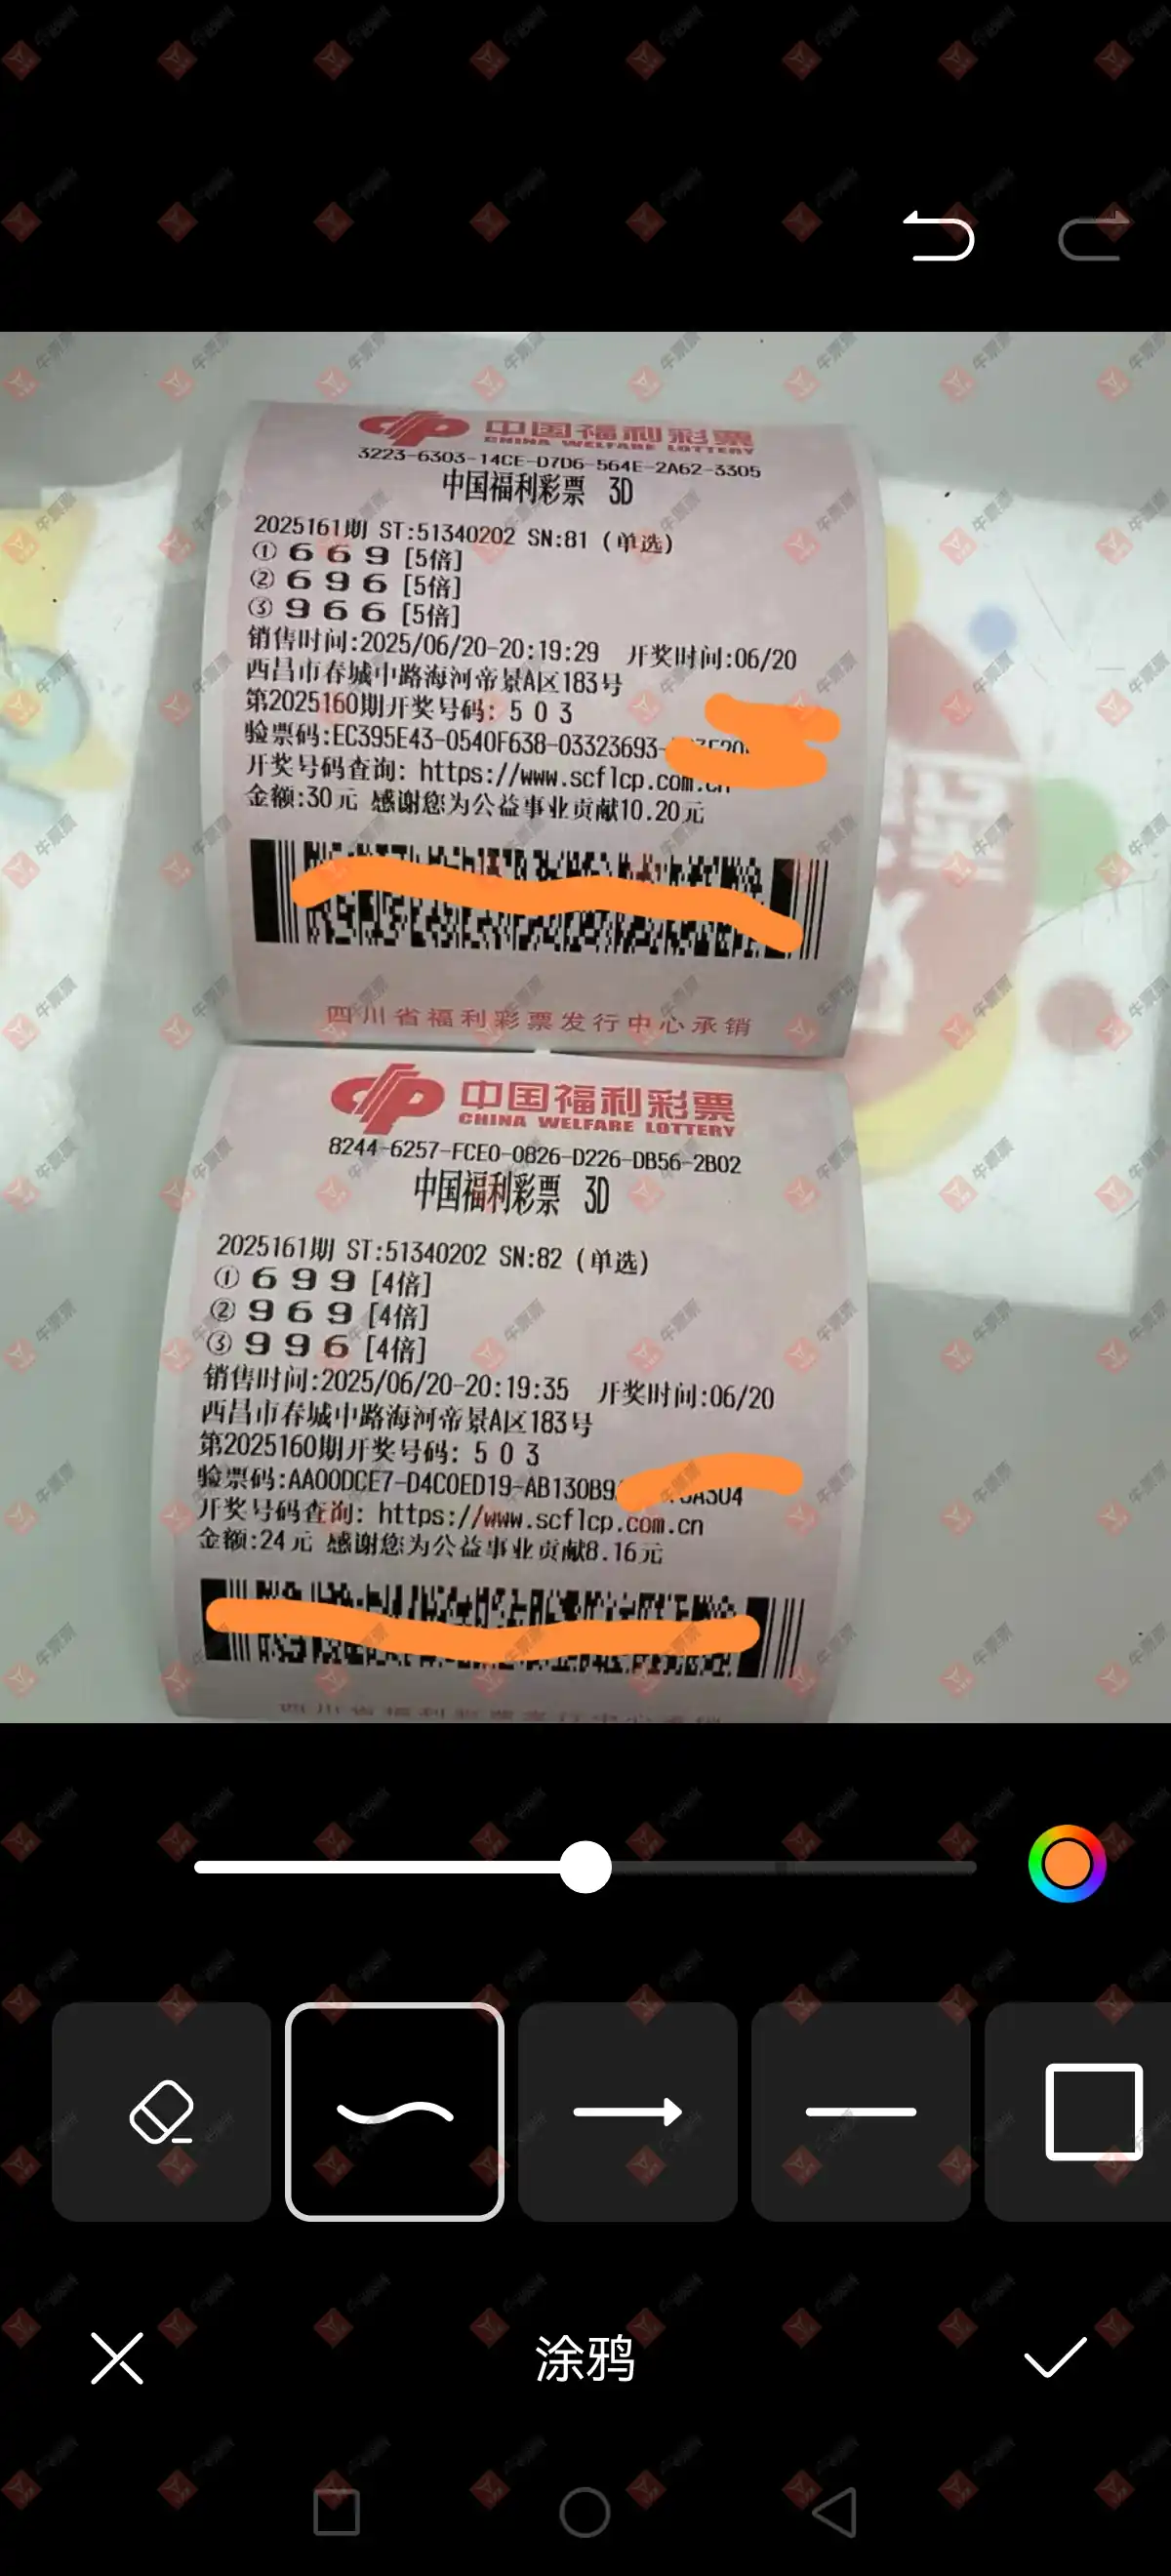 中国福利彩票
CHINA WELFARE LOTTERY
3223-6303-14CE-D7D6-564E-2A62-3305
中国福利彩票 3D
2025161期 ST:51340202 SN:81 (单选)
① 6 6 9 [5倍]
② 6 9 6 [5倍]
③ 9 6 6 [5倍]
销售时间:2025/06/20-20:19:29 开奖时间:06/20
西昌市春城中路海河帝景A区183号
第2025160期开奖号码: 5 0 3
验票码:EC395E43-0540F638-03323693-
开奖号码查询: https://www.scflcp.com.cn
金额:30元 感谢您为公益事业贡献10.20元
四川省福利彩票发行中心承销
中国福利彩票
CHINA WELFARE LOTTERY
8244-6257-FCE0-0826-D226-DB56-2B02
中国福利彩票 3D
2025161期 ST:51340202 SN:82 (单选)
① 6 9 9 [4倍]
② 9 6 9 [4倍]
③ 9 9 6 [4倍]
销售时间:2025/06/20-20:19:35 开奖时间:06/20
西昌市春城中路海河帝景A区183号
第2025160期开奖号码: 5 0 3
验票码:AA00DCE7-D4C0ED19-AB130B9
开奖号码查询: https://www.scflcp.com.cn
金额:24元 感谢您为公益事业贡献8.16元
四川省福利彩票发行中心承销
涂鸦